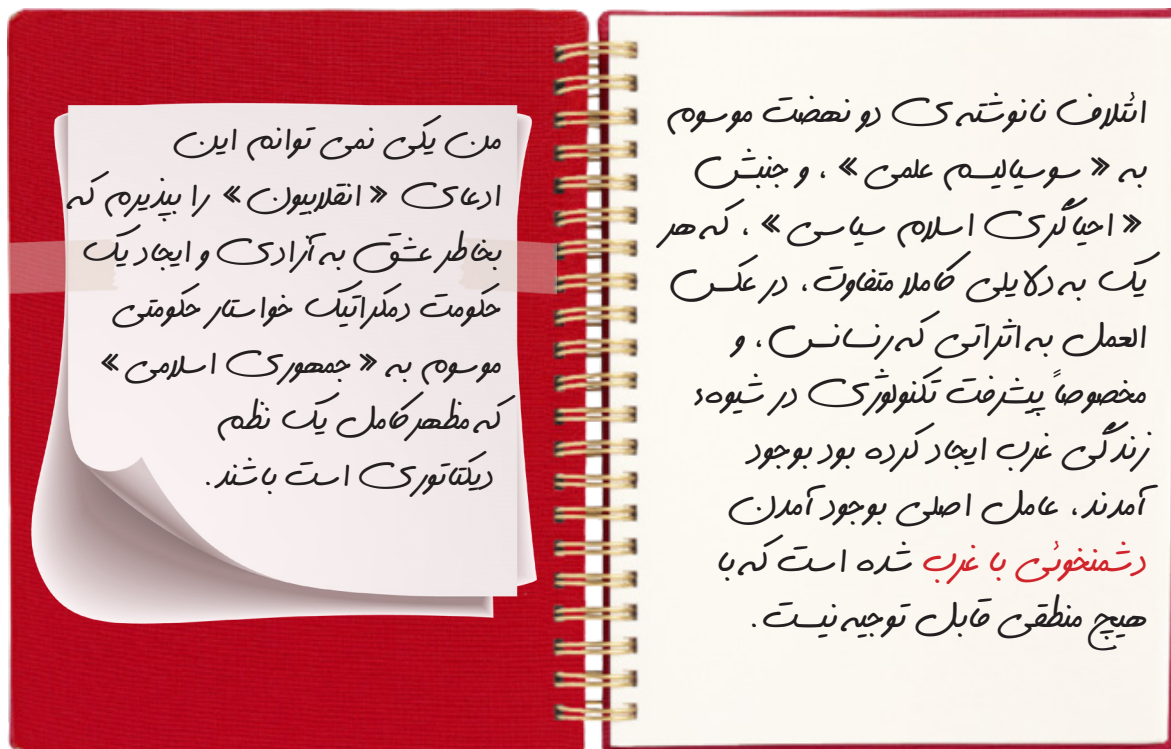 ائتلاف نانوشته ی دو نهضت موسوم
به « سوسیالیسم علمی » ، و جنبش
« احیاگری اسلام سیاسی » ، که هر
یک به دلایلی کاملا متفاوت، در عکس
العمل به اثراتی که رنسانس ، و
مخصوصاً پیشرفت تکنولوژی در شیوهء
زندگی غرب ایجاد کرده بود بوجود
آمدند، عامل اصلی بوجود آمدن
دشمنخوئی با غرب شده است که با
هیچ منطقی قابل توجیه نیست .
من یکی نمی توانم این
ادعای « انقلابیون » را بپذیرم که
بخاطر عشق به آزادی و ایجاد یک
حکومت دمکراتیک خواستار حکومتی
موسوم به « جمهوری اسلامی »
که مظهر کامل یک نظم
دیکتاتوری است باشند .